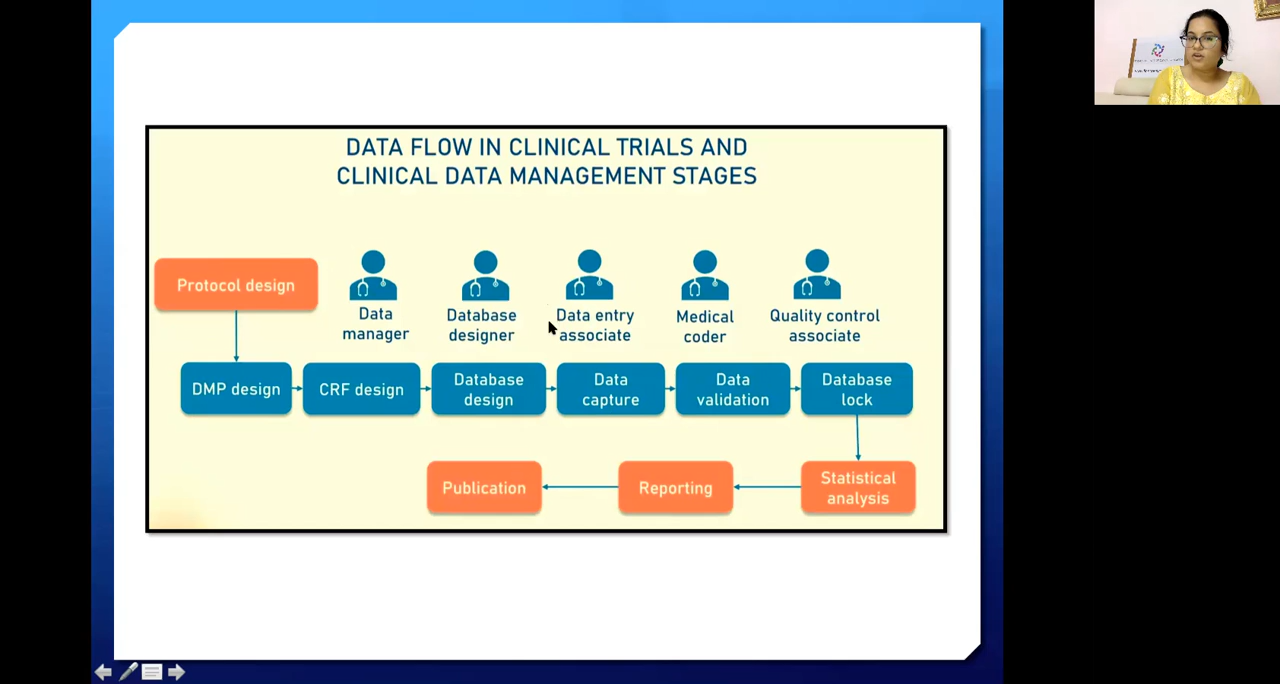 DATA FLOW IN CLINICAL TRIALS AND
CLINICAL DATA MANAGEMENT STAGES
Protocol design
Data
manager
Database
designer
Data entry
associate
Medical
coder
Quality control
associate
DMP design
CRF design
Database
design
Data
capture
Data
validation
Database
lock
Statistical
analysis
Reporting
Publication